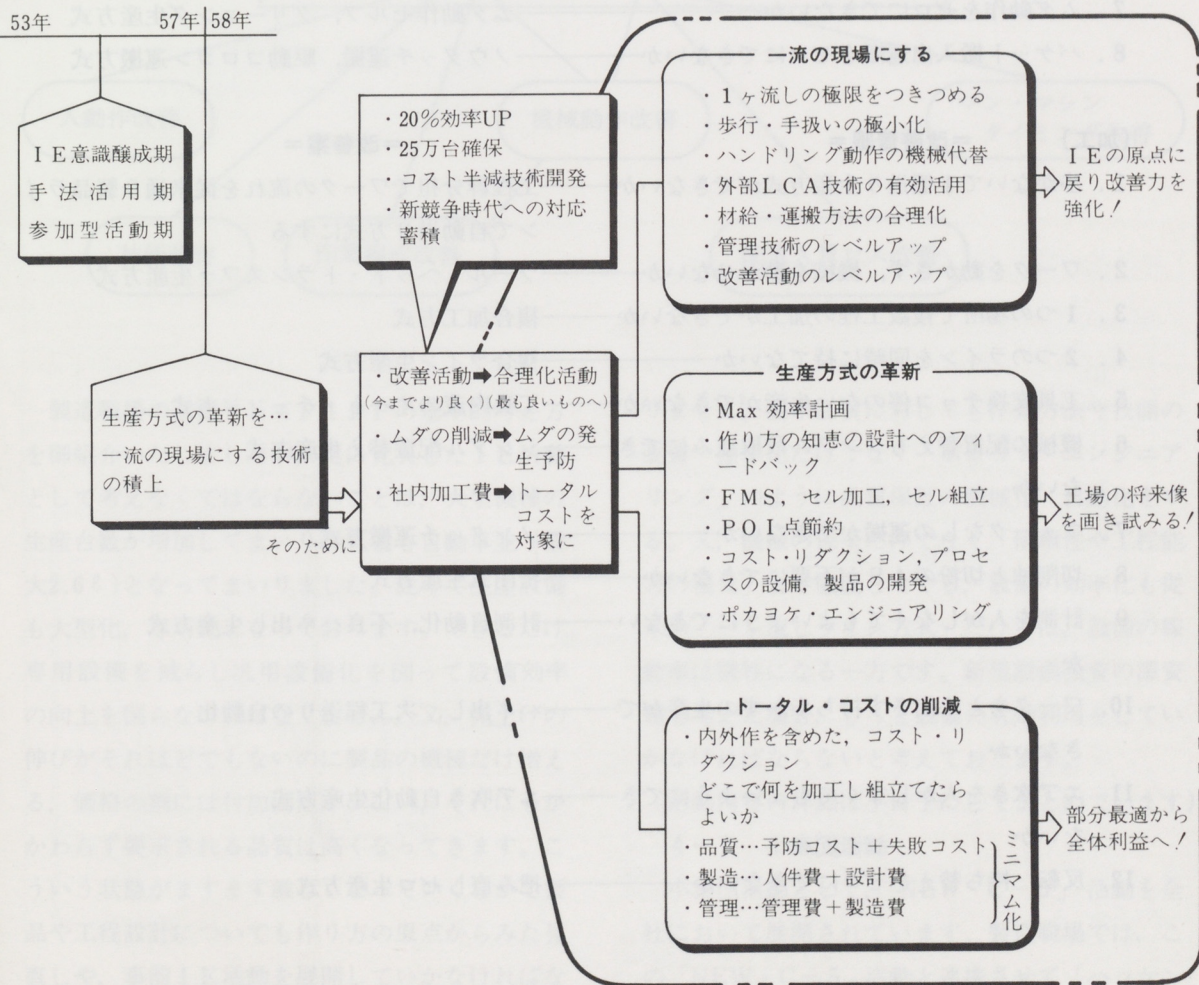 53年
57年
58年
ＩＥ意識醸成期
手法活用期
参加型活動期
生産方式の革新を…
一流の現場にする技術
の積上
そのために
・20％効率UP
・25万台確保
・コスト半減技術開発
・新競争時代への対応
蓄積
・改善活動➡合理化活動
(今までより良く)(最も良いものへ)
ムダの削減➡ムダの発
生予防
社内加工費➡トータル
コストを
対象に
一流の現場にする
・1ヶ流しの極限をつきつめる
・歩行・手扱いの極小化
・ハンドリング動作の機械代替
・外部ＬＣＡ技術の有効活用
・材給・運搬方法の合理化
・管理技術のレベルアップ
・改善活動のレベルアップ
ＩＥの原点に
戻り改善力を
強化！
生産方式の革新
・Max 効率計画
・作り方の知恵の設計へのフィ
ードバック
・ＦＭＳ，セル加工，セル組立
・ＰＯＩ点節約
・コスト・リダクション，プロセ
スの設備，製品の開発
・ポカヨケ・エンジニアリング
工場の将来像
を画き試みる！
トータル・コストの削減
・内外作を含めた，コスト・リ
ダクション
どこで何を加工し組立てたら
よいか
・品質…予防コスト＋失敗コスト
・製造…人件費＋設計費
・管理…管理費＋製造費
ミニマム化
部分最適から
全体利益へ！